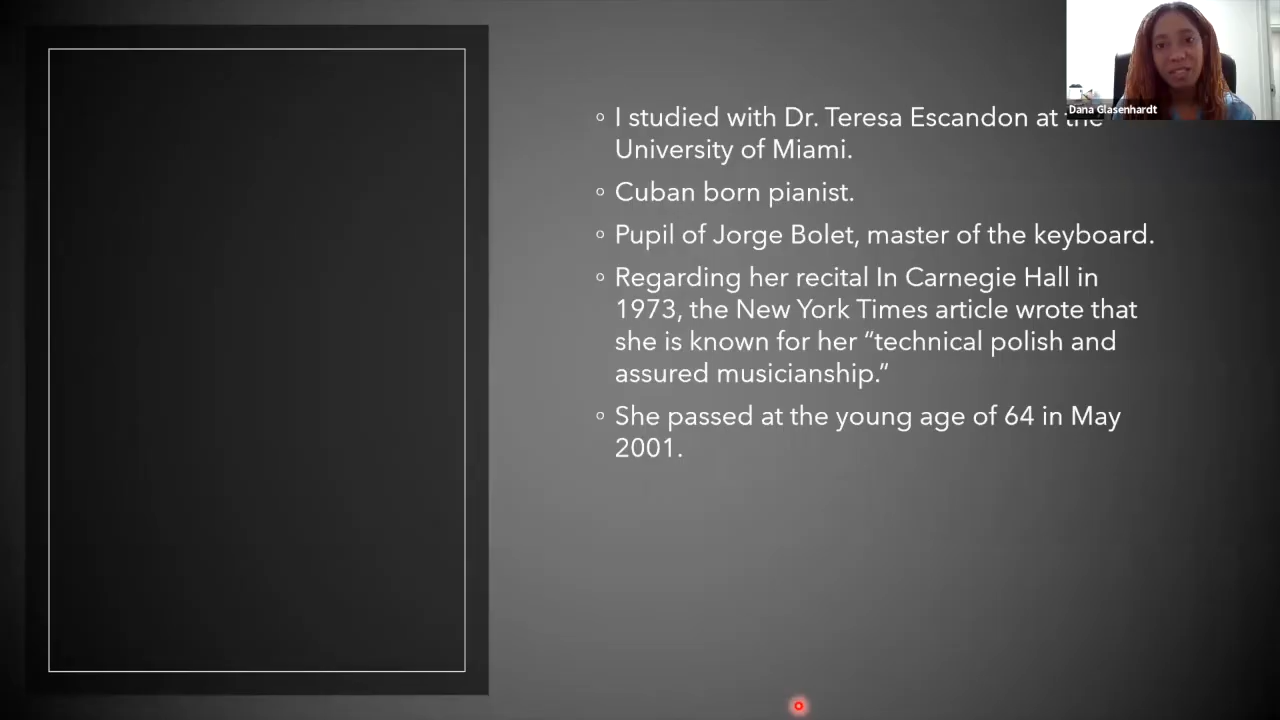 Dana Glasenhardt
I studied with Dr. Teresa Escandon at the
University of Miami.
Cuban born pianist.
Pupil of Jorge Bolet, master of the keyboard.
Regarding her recital In Carnegie Hall in
1973, the New York Times article wrote that
she is known for her “technical polish and
assured musicianship.”
She passed at the young age of 64 in May
2001.